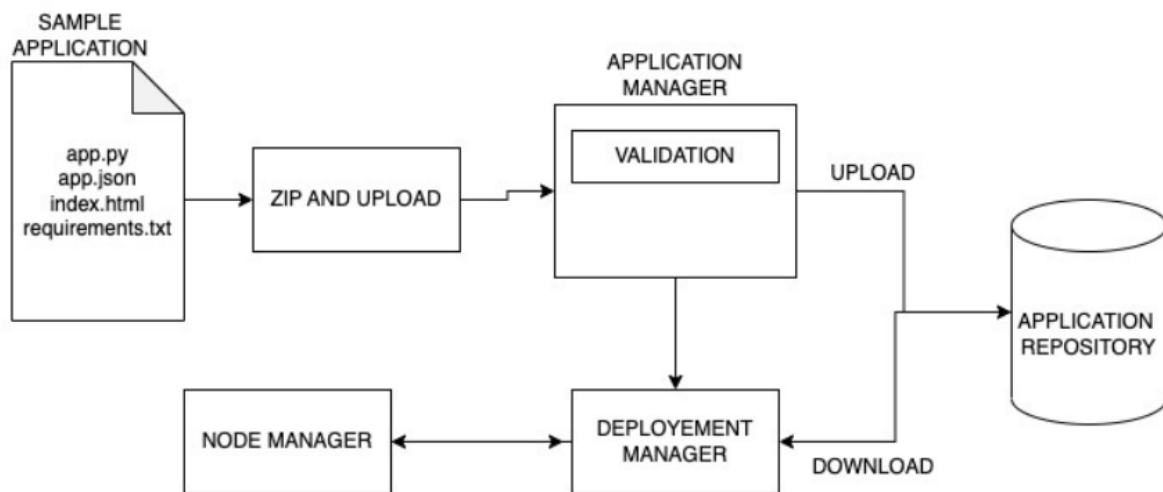 SAMPLE
APPLICATION
app.py
app.json
index.html
requirements.txt
ZIP AND UPLOAD
APPLICATION
MANAGER
VALIDATION
UPLOAD
APPLICATION
REPOSITORY
NODE MANAGER
DEPLOYEMENT
MANAGER
DOWNLOAD